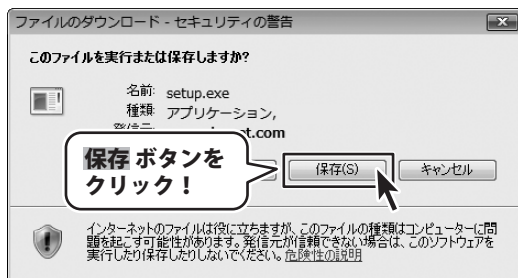 ファイルのダウンロード - セキュリティの警告
このファイルを実行または保存しますか?
名前: setup.exe
種類: アプリケーション,
発信元:
t.com
保存 ボタンを
クリック!
保存(S)
キャンセル
インターネットのファイルは役に立ちますが、このファイルの種類はコンピューターに問
題を起こす可能性があります。発信元が信頼できない場合は、このソフトウェアを
実行したり保存したりしないでください。危険性の説明